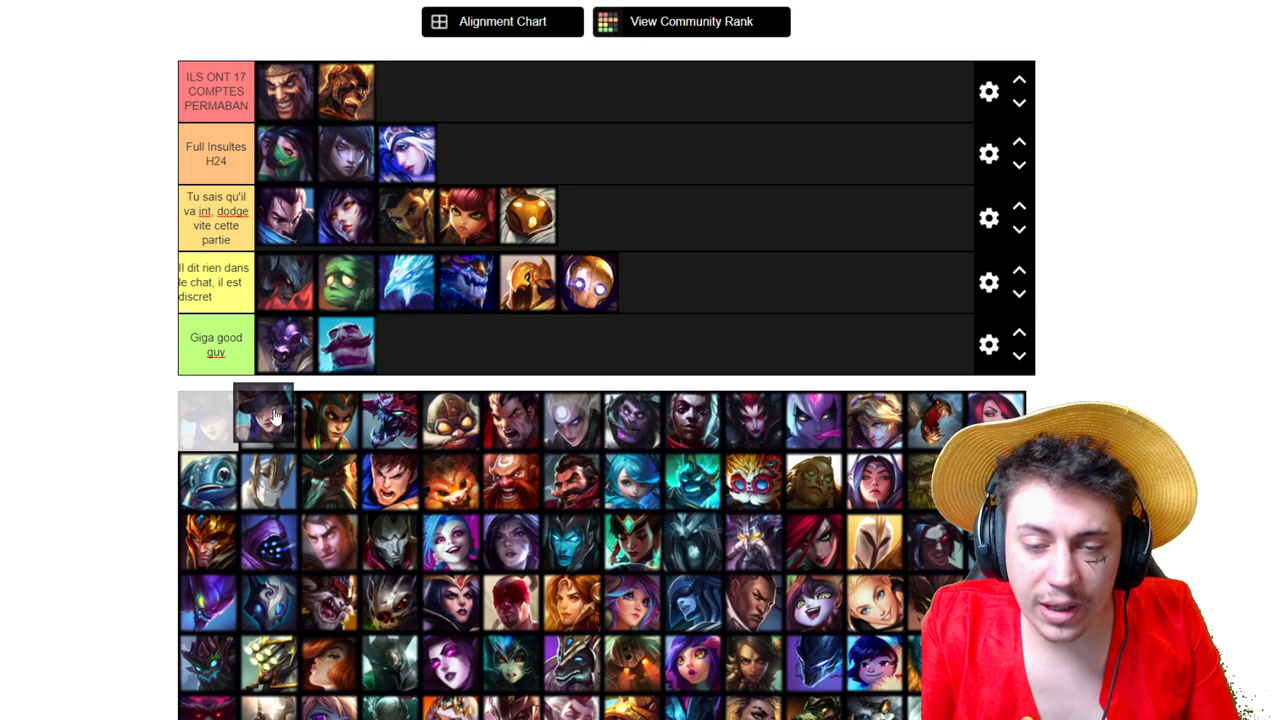 Alignment Chart
View Community Rank
ILS ONT 17
COMPTES
PERMABAN
Full Insultes
H24
Tu sais qu'il
va int, dodge
vite cette
partie
Il dit rien dans
le chat, il est
discret
Giga good
guy